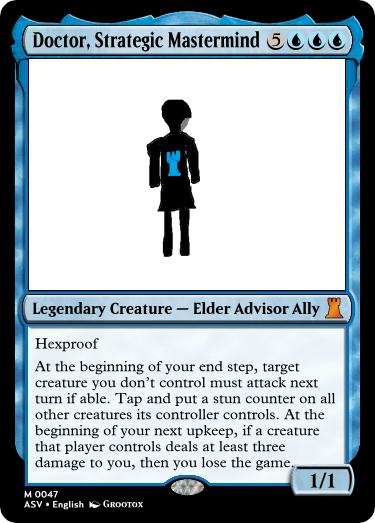 Doctor, Strategic Mastermind 5
Legendary Creature — Elder Advisor Ally
Hexproof
At the beginning of your end step, target
creature you don't control must attack next
turn if able. Tap and put a stun counter on all
other creatures its controller controls. At the
beginning of your next upkeep, if a creature
that player controls deals at least three
damage to you, then you lose the game.
1/1
M 0047
ASV • English Grootox